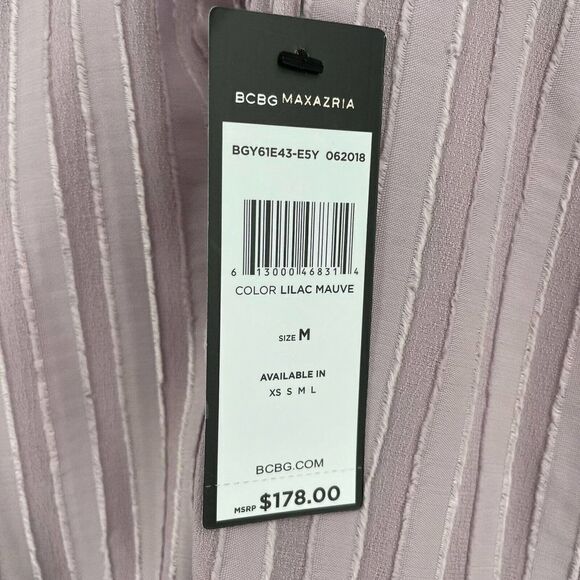 BCBG MAXAZRIA
BGY61E43-E5Y 062018
6 13000 46831 4
COLOR LILAC MAUVE
SIZE M
AVAILABLE IN
XS S M L
BCBG.COM
MSRP $178.00